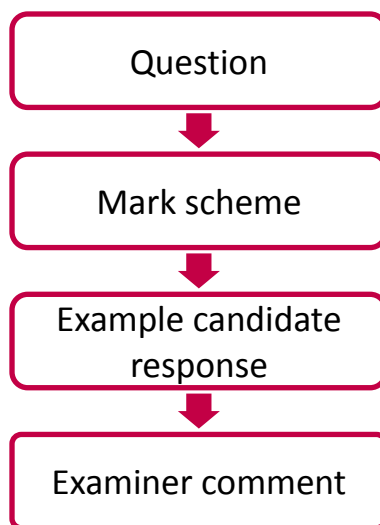 Question
Mark scheme
Example candidate
response
Examiner comment